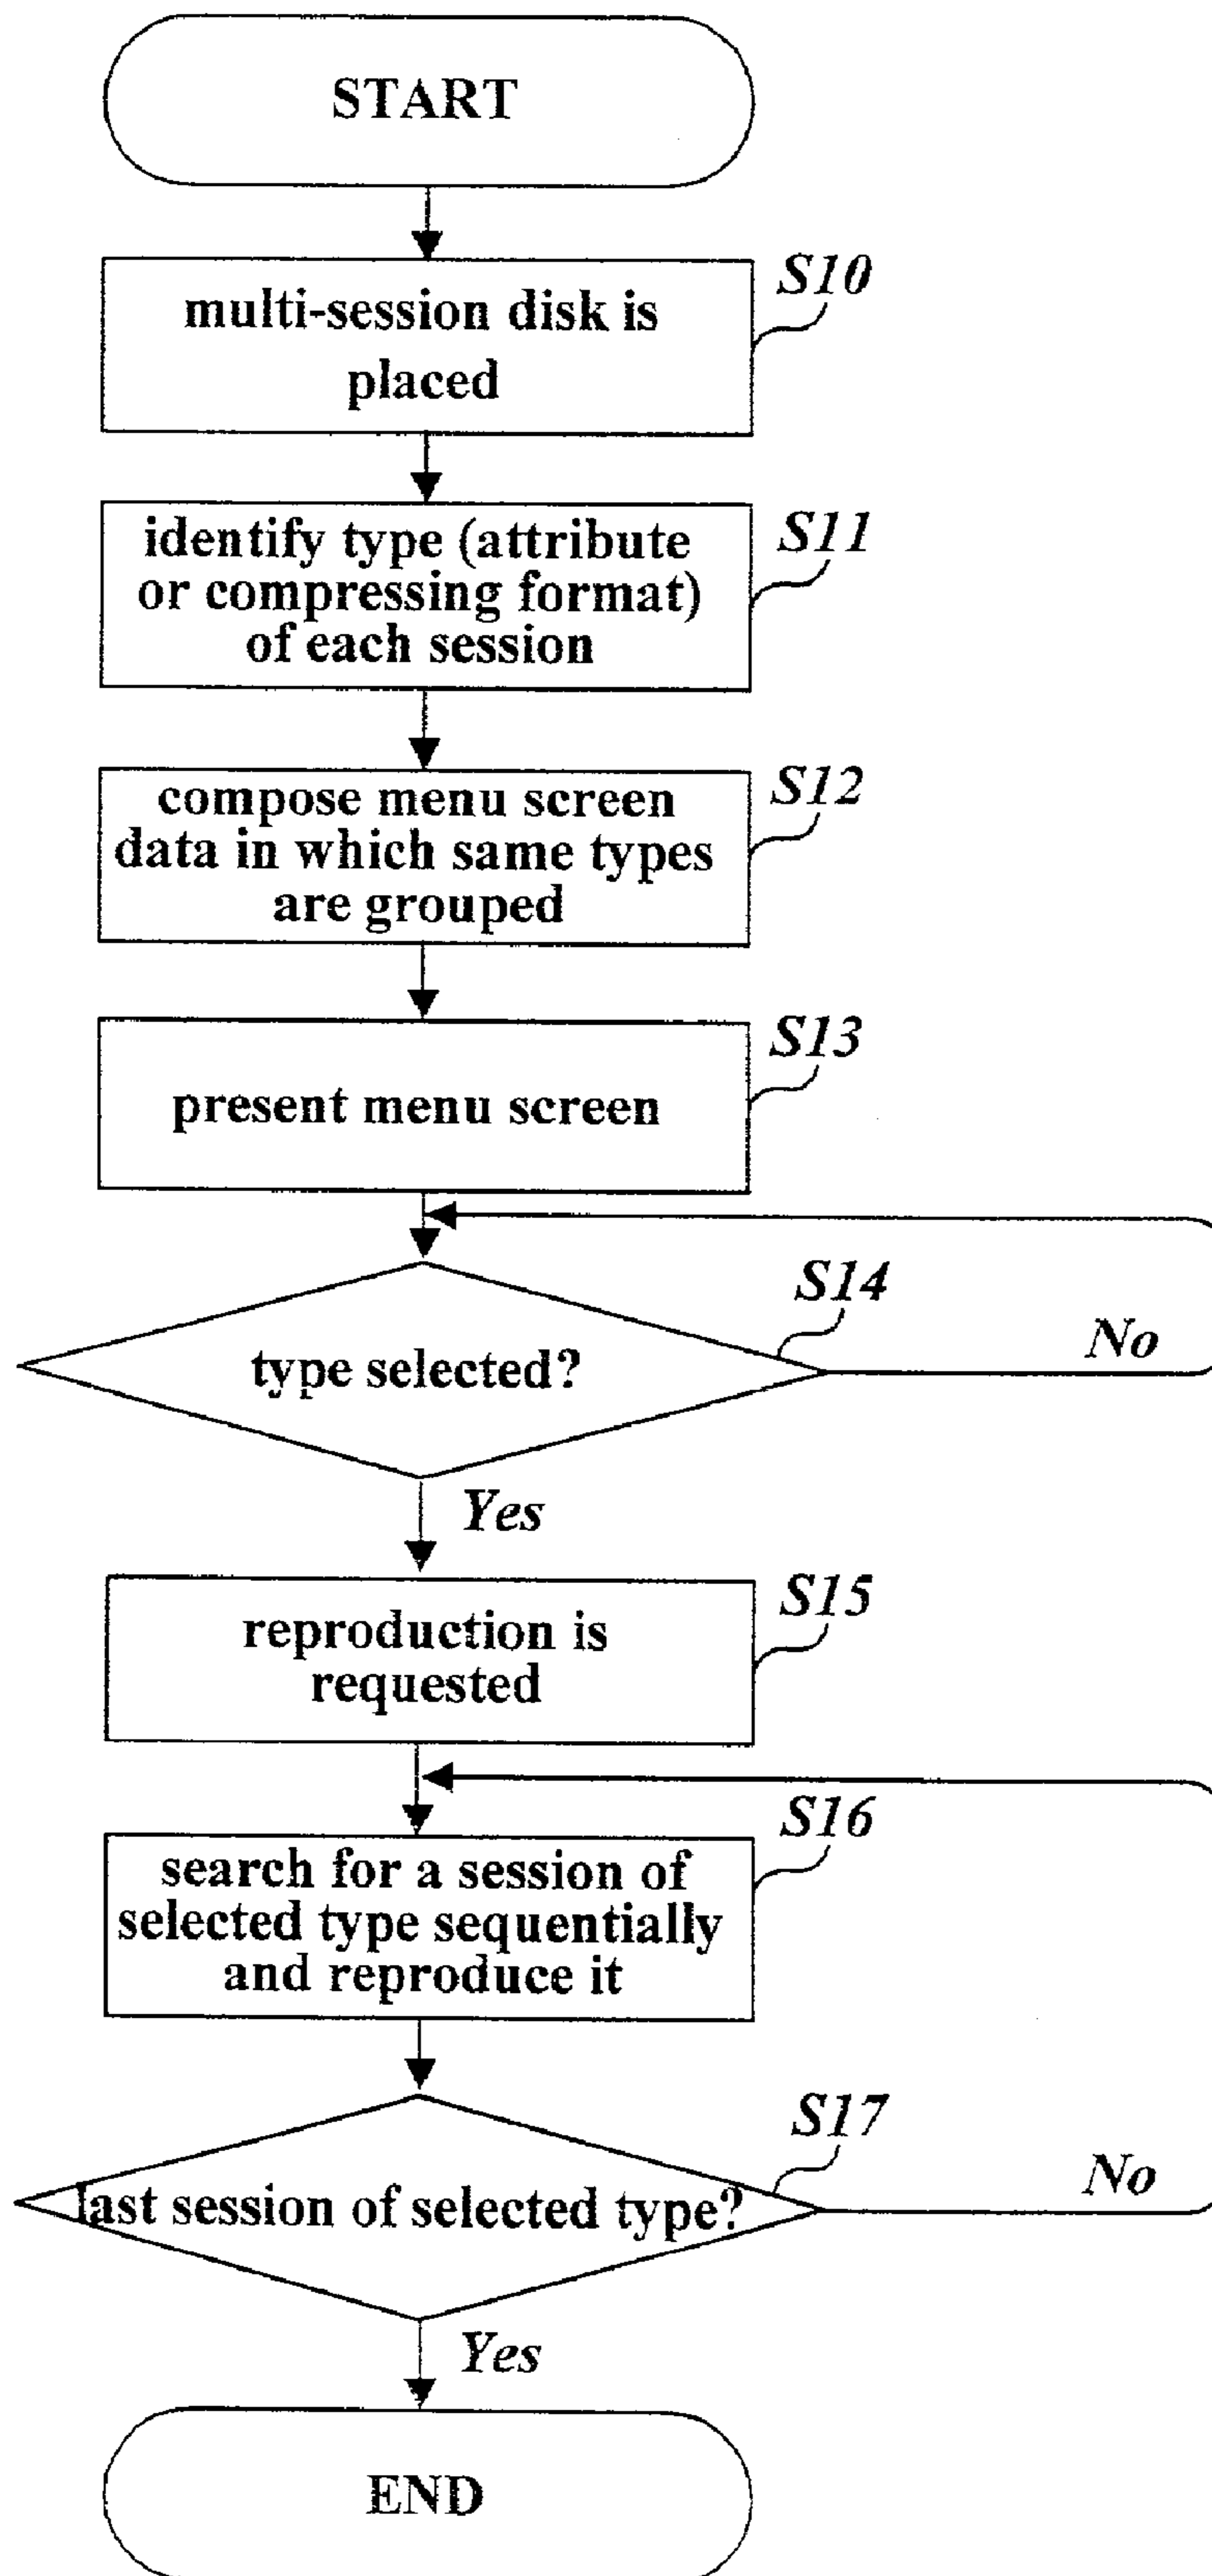 START
S10
multi-session disk is
placed
S11
identify type (attribute
or compressing format)
of each session
S12
compose menu screen
data in which same types
are grouped
S13
present menu screen
S14
type selected?
No
Yes
S15
reproduction is
requested
S16
search for a session of
selected type sequentially
and reproduce it
S17
last session of selected type?
No
Yes
END